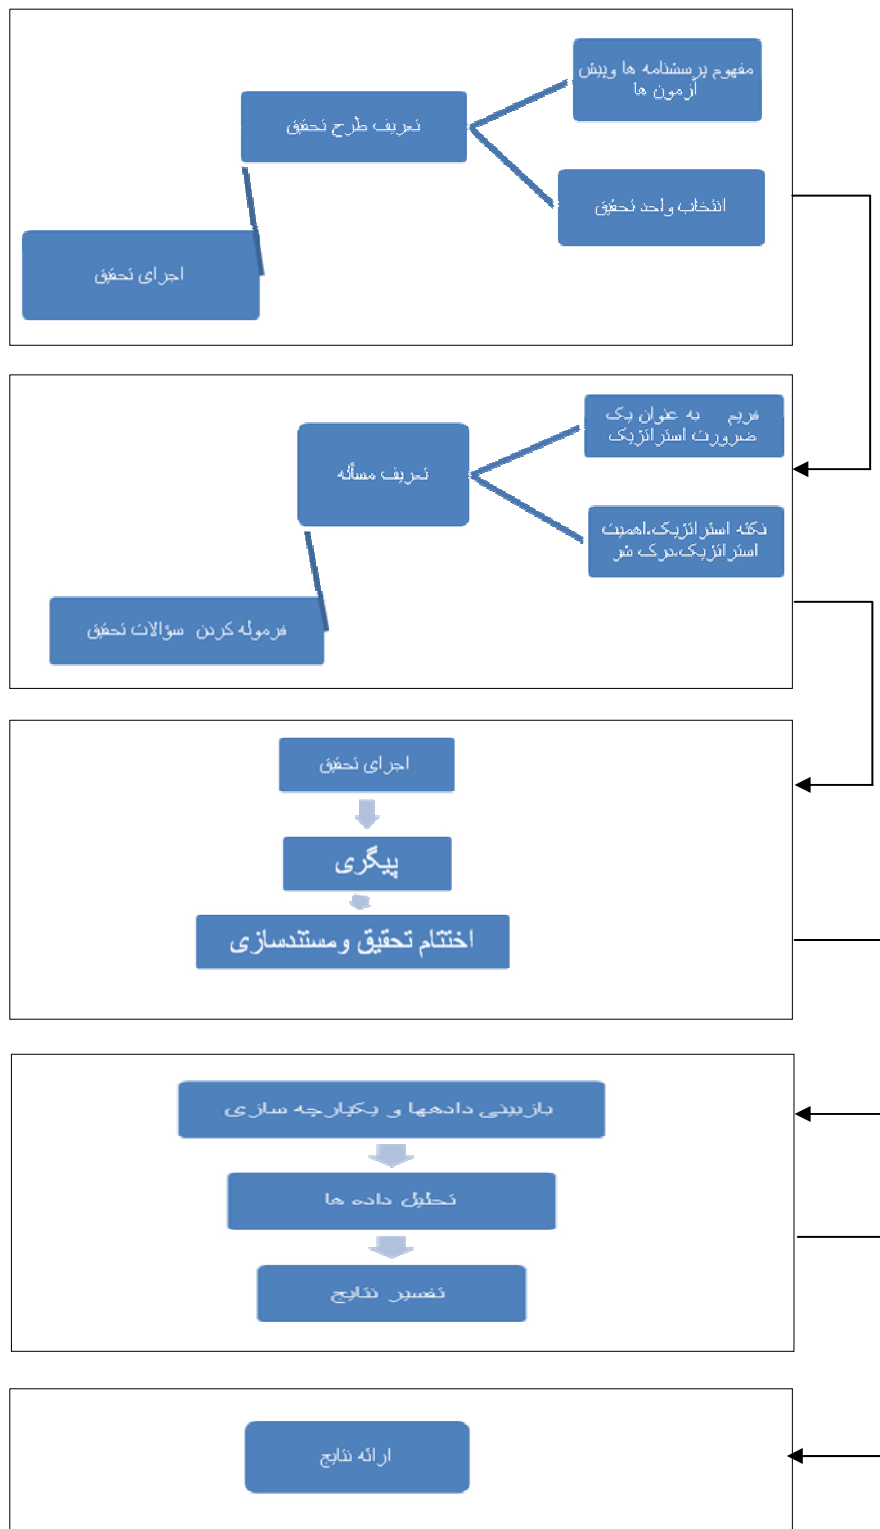 مفهوم پرسشنامه ها وپیش
آزمون ها
تعریف طرح تحقیق
انتخاب واحد تحقیق
اجرای تحقیق
فریم به عنوان یک
ضرورت استراتژیک
تعریف مسأله
نکته استراتژیک،اهمیت
استراتژیک،درک
فرموله کردن سؤالات تحقیق
اجرای تحقیق
پیگری
اختتام تحقیق ومستندسازی
بازبینی دادهها و یکپارچه سازی
تحلیل داده ها
تفسیر نتایج
ارائه نتایج